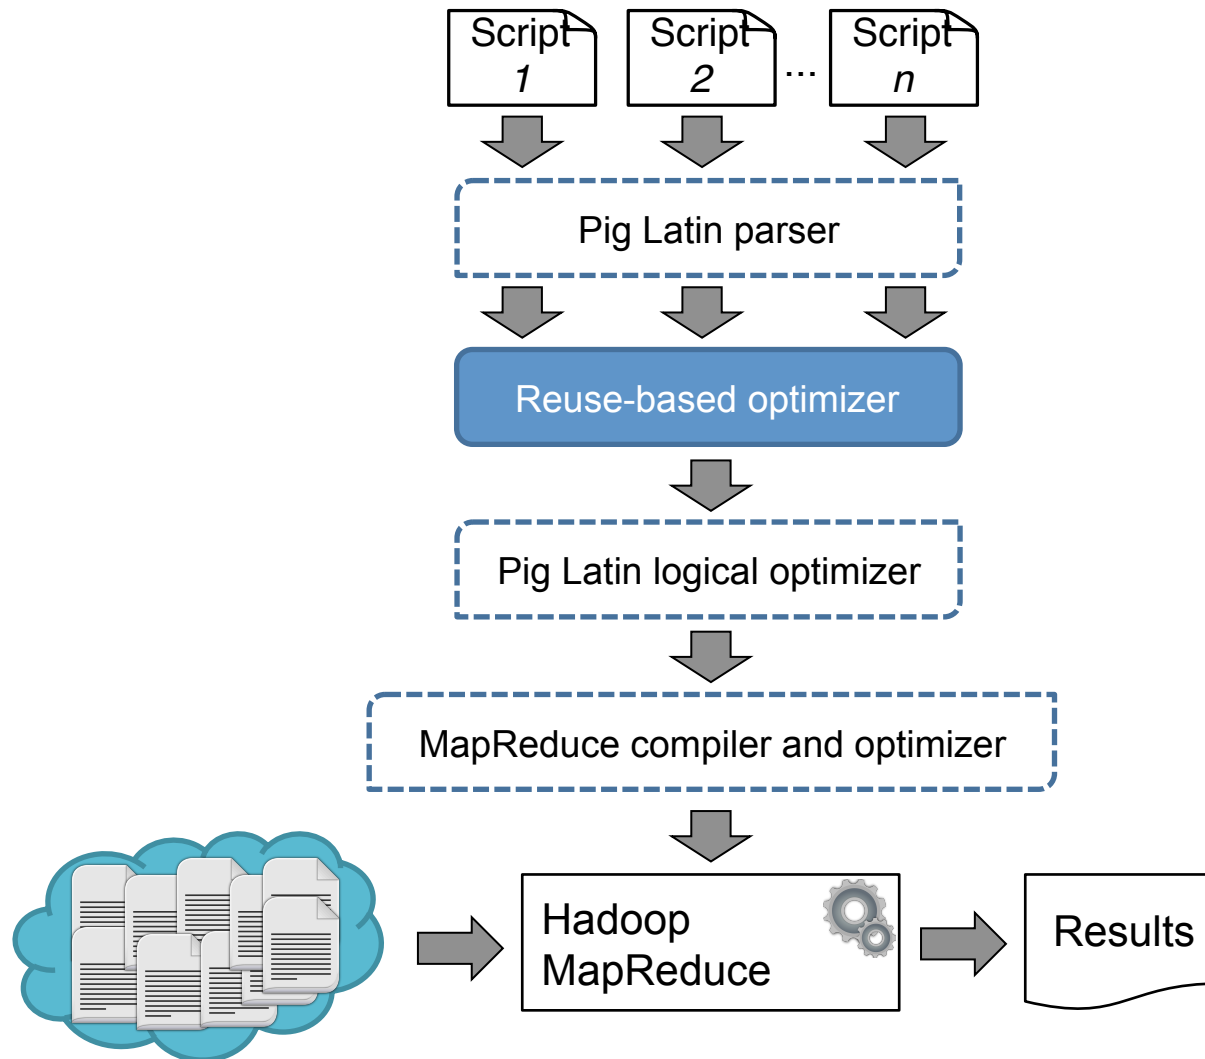 Script
1
Script
2
...
Script
n
Pig Latin parser
Reuse-based optimizer
Pig Latin logical optimizer
MapReduce compiler and optimizer
Hadoop
MapReduce
Results